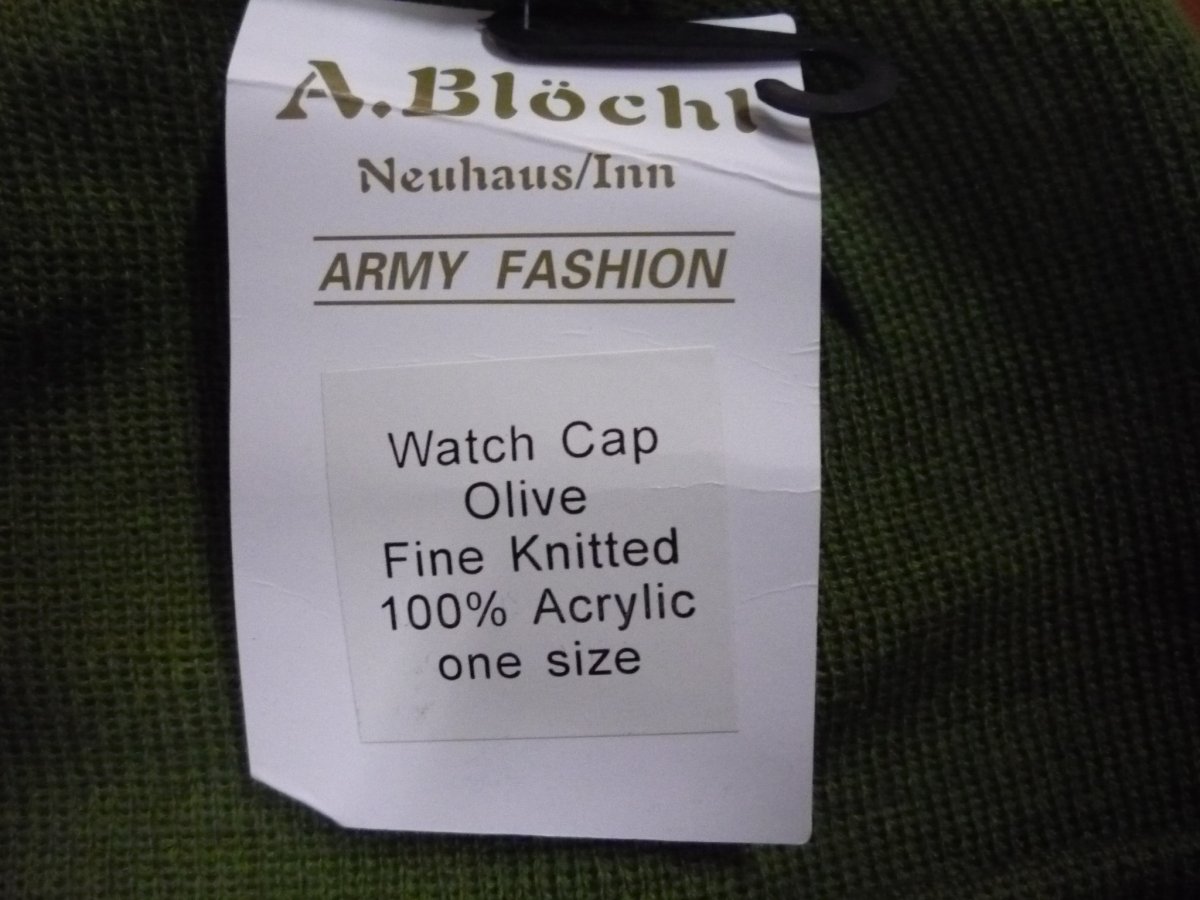 A.Blöchl
Neuhaus/Inn
ARMY FASHION
Watch Cap
Olive
Fine Knitted
100% Acrylic
one size